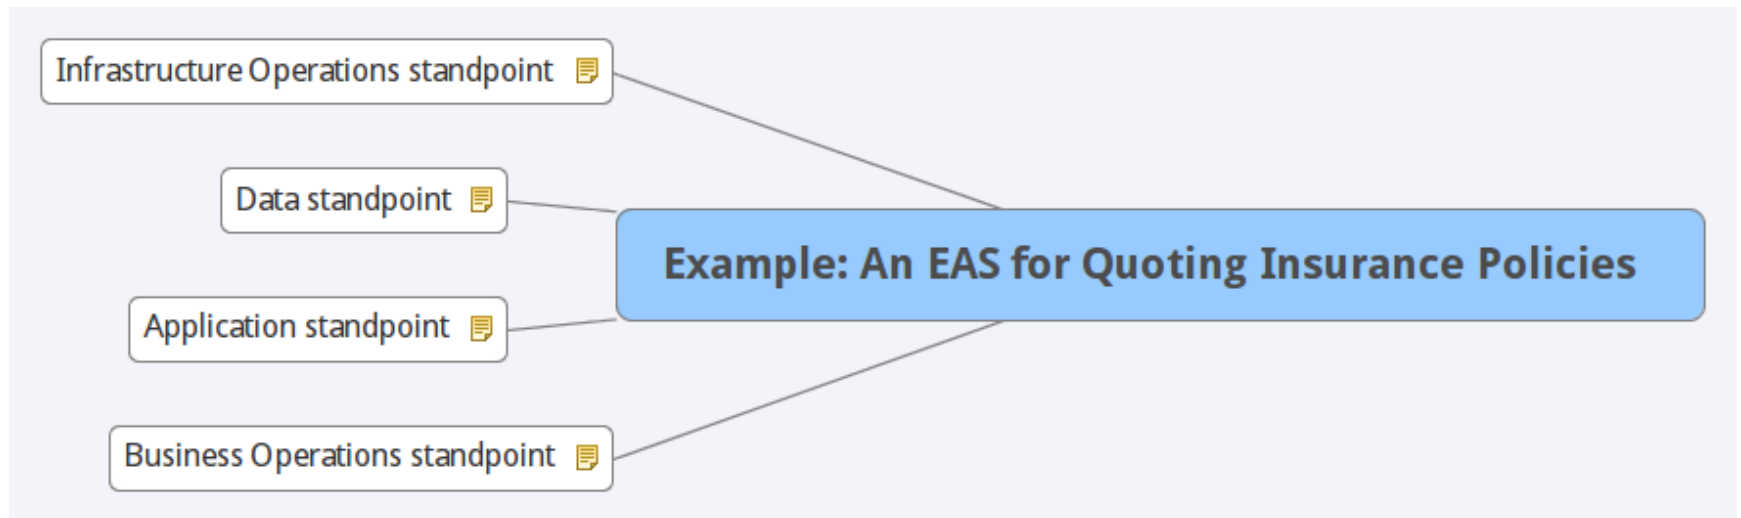 Infrastructure Operations standpoint
Data standpoint
Example: An EAS for Quoting Insurance Policies
Application standpoint
Business Operations standpoint